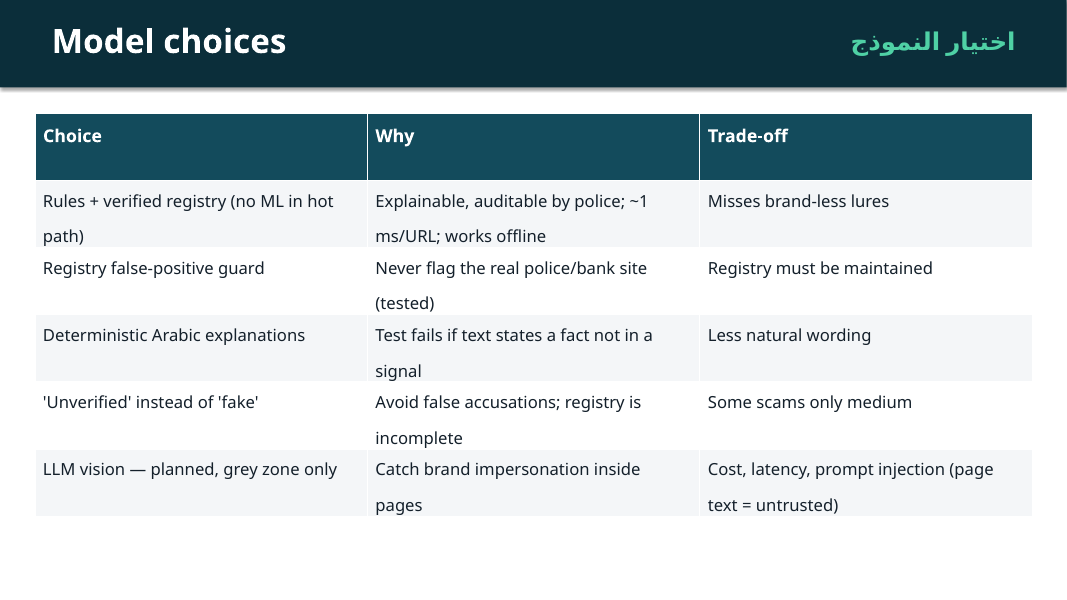 Model choices
اختيار النموذج
Choice
Why
Trade-off
Rules + verified registry (no ML in hot
path)
Explainable, auditable by police; ~1
ms/URL; works offline
Misses brand-less lures
Registry false-positive guard
Never flag the real police/bank site
(tested)
Registry must be maintained
Deterministic Arabic explanations
Test fails if text states a fact not in a
signal
Less natural wording
'Unverified' instead of 'fake'
Avoid false accusations; registry is
incomplete
Some scams only medium
LLM vision — planned, grey zone only
Catch brand impersonation inside
pages
Cost, latency, prompt injection (page
text = untrusted)